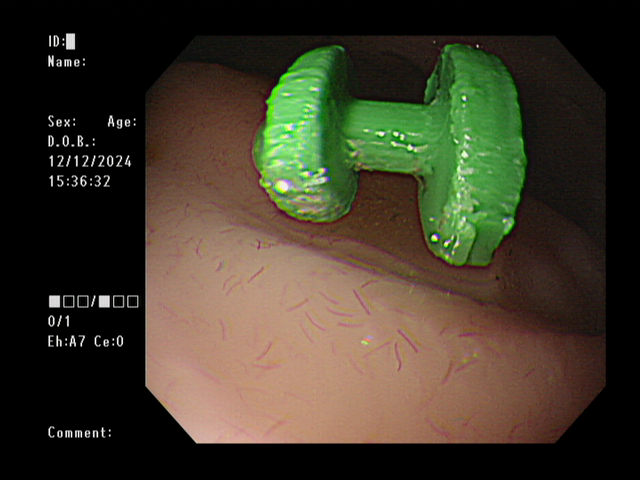 ID:
Name:
Sex: Age:
D.O.B.:
12/12/2024
15:36:32
■□□/■□□
0/1
Eh:A7 Ce:0
Comment: